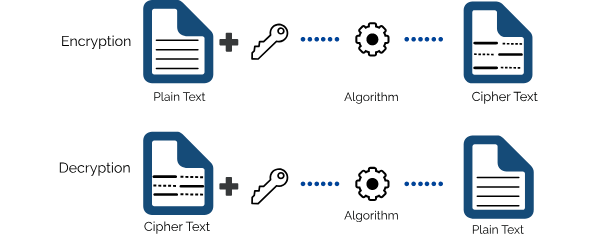 Encryption
Plain Text
Algorithm
Cipher Text
Decryption
Cipher Text
Algorithm
Plain Text